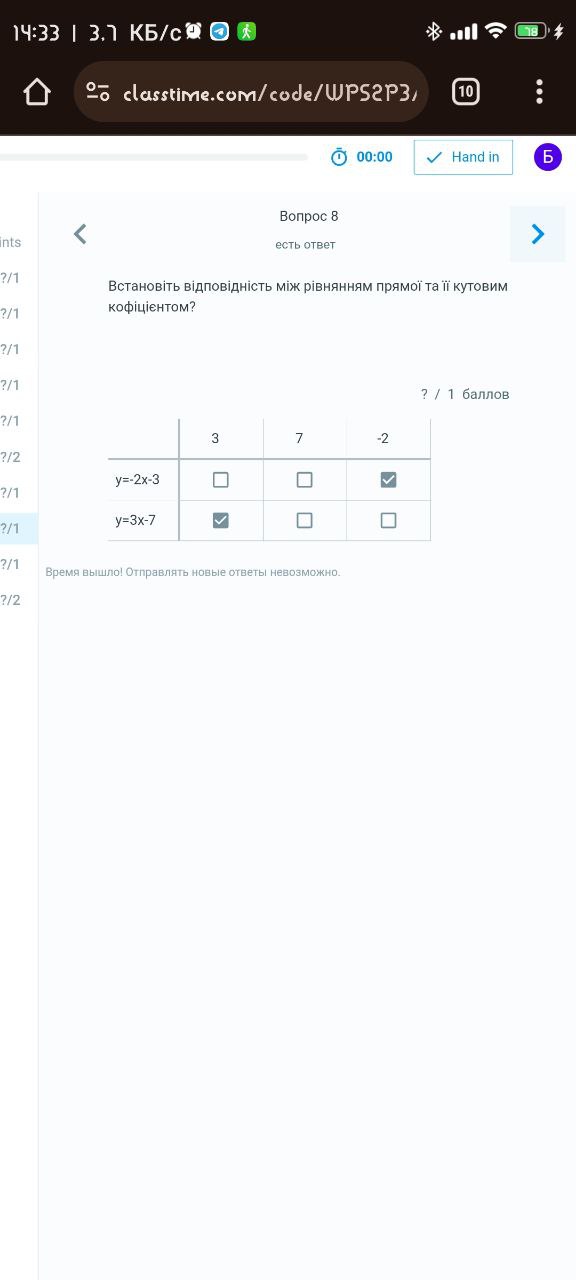 14:33 | 3.7 КБ/с
78
classtime.com/code/WPS2P3
10
00:00
Hand in
Б
Вопрос 8
есть ответ
ints
?/1
?/1
?/1
?/1
?/1
?/2
?/1
?/1
?/1
?/2
Встановіть відповідність між рівнянням прямої та її кутовим
кофіцієнтом?
? / 1 баллов
3 7 -2
y=-2x-3
y=3x-7
Время вышло! Отправлять новые ответы невозможно.